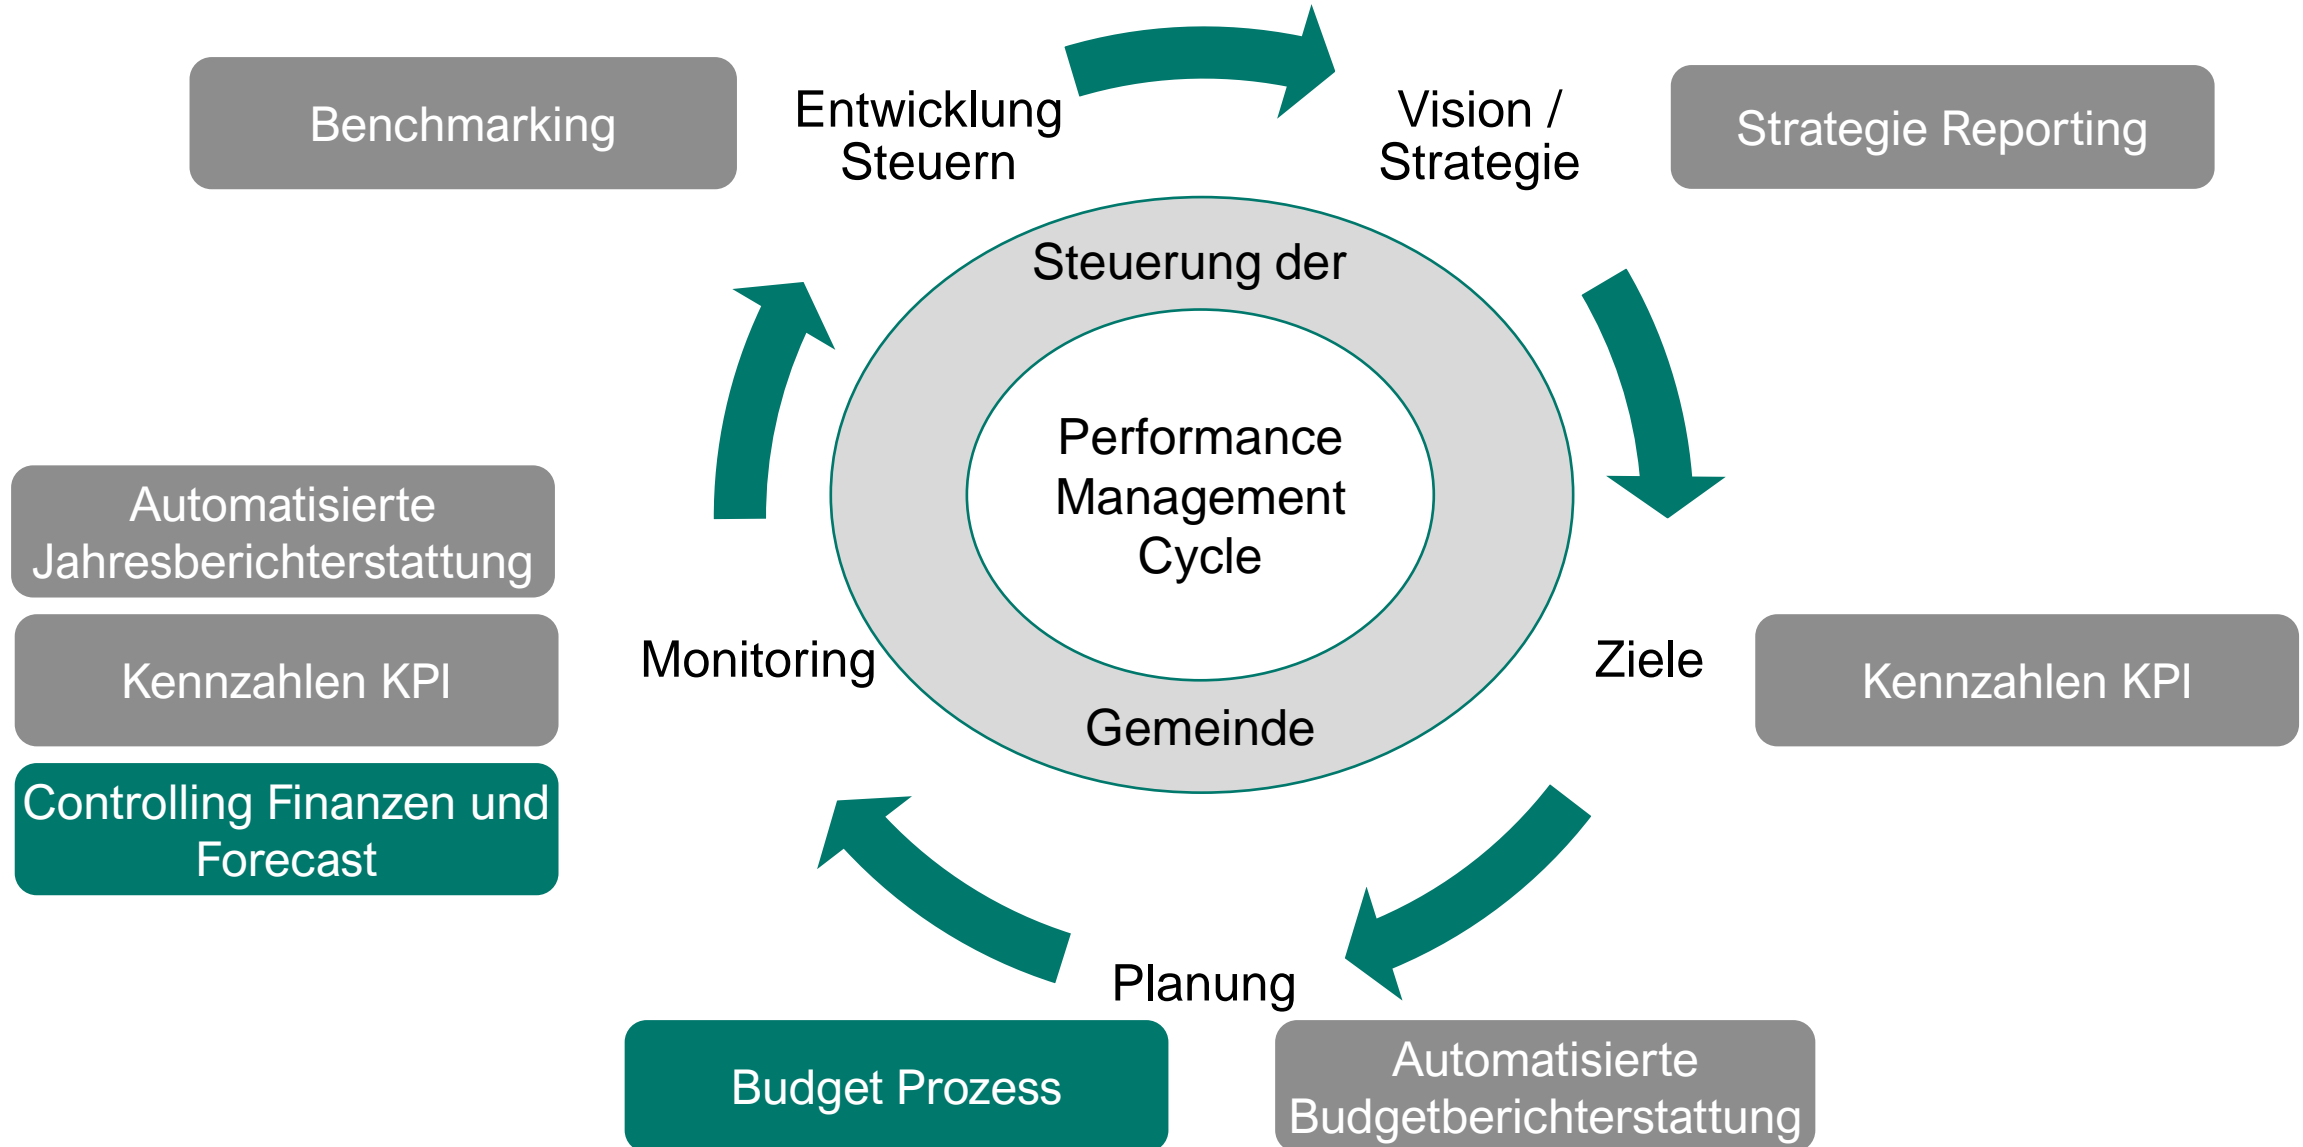 Benchmarking
Entwicklung
Steuern
Vision /
Strategie
Strategie Reporting
Steuerung der
Performance
Management
Cycle
Gemeinde
Automatisierte
Jahresberichterstattung
Kennzahlen KPI
Controlling Finanzen und
Forecast
Monitoring
Ziele
Kennzahlen KPI
Planung
Budget Prozess
Automatisierte
Budgetberichterstattung